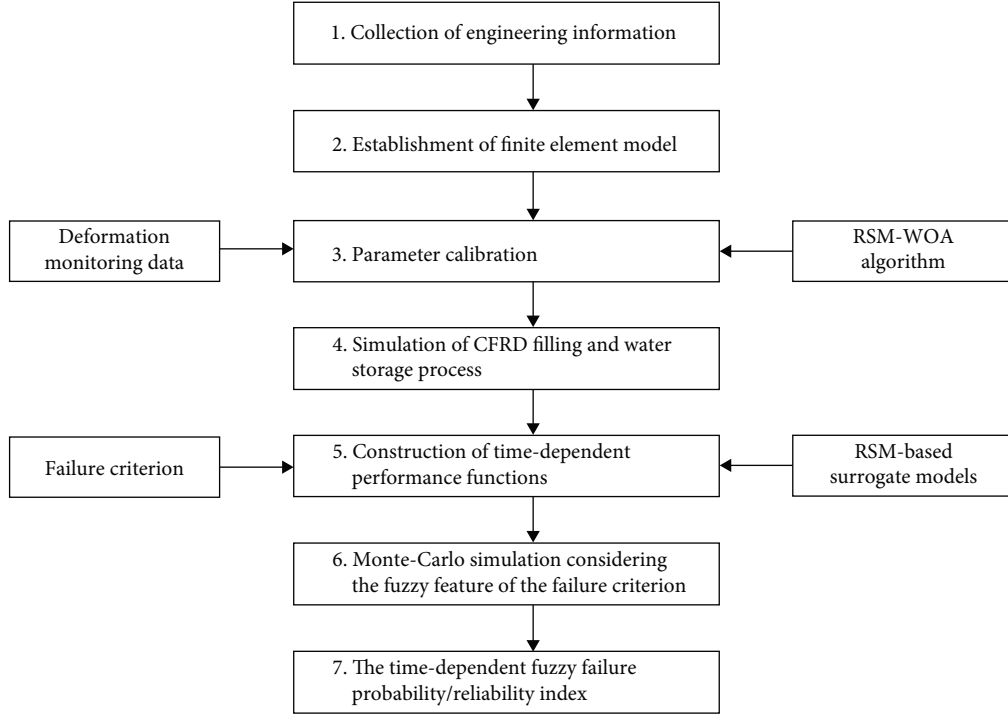 1. Collection of engineering information
2. Establishment of finite element model
Deformation
monitoring data
3. Parameter calibration
RSM-WOA
algorithm
4. Simulation of CFRD filling and water
storage process
Failure criterion
5. Construction of time-dependent
performance functions
RSM-based
surrogate models
6. Monte-Carlo simulation considering
the fuzzy feature of the failure criterion
7. The time-dependent fuzzy failure
probability/reliability index